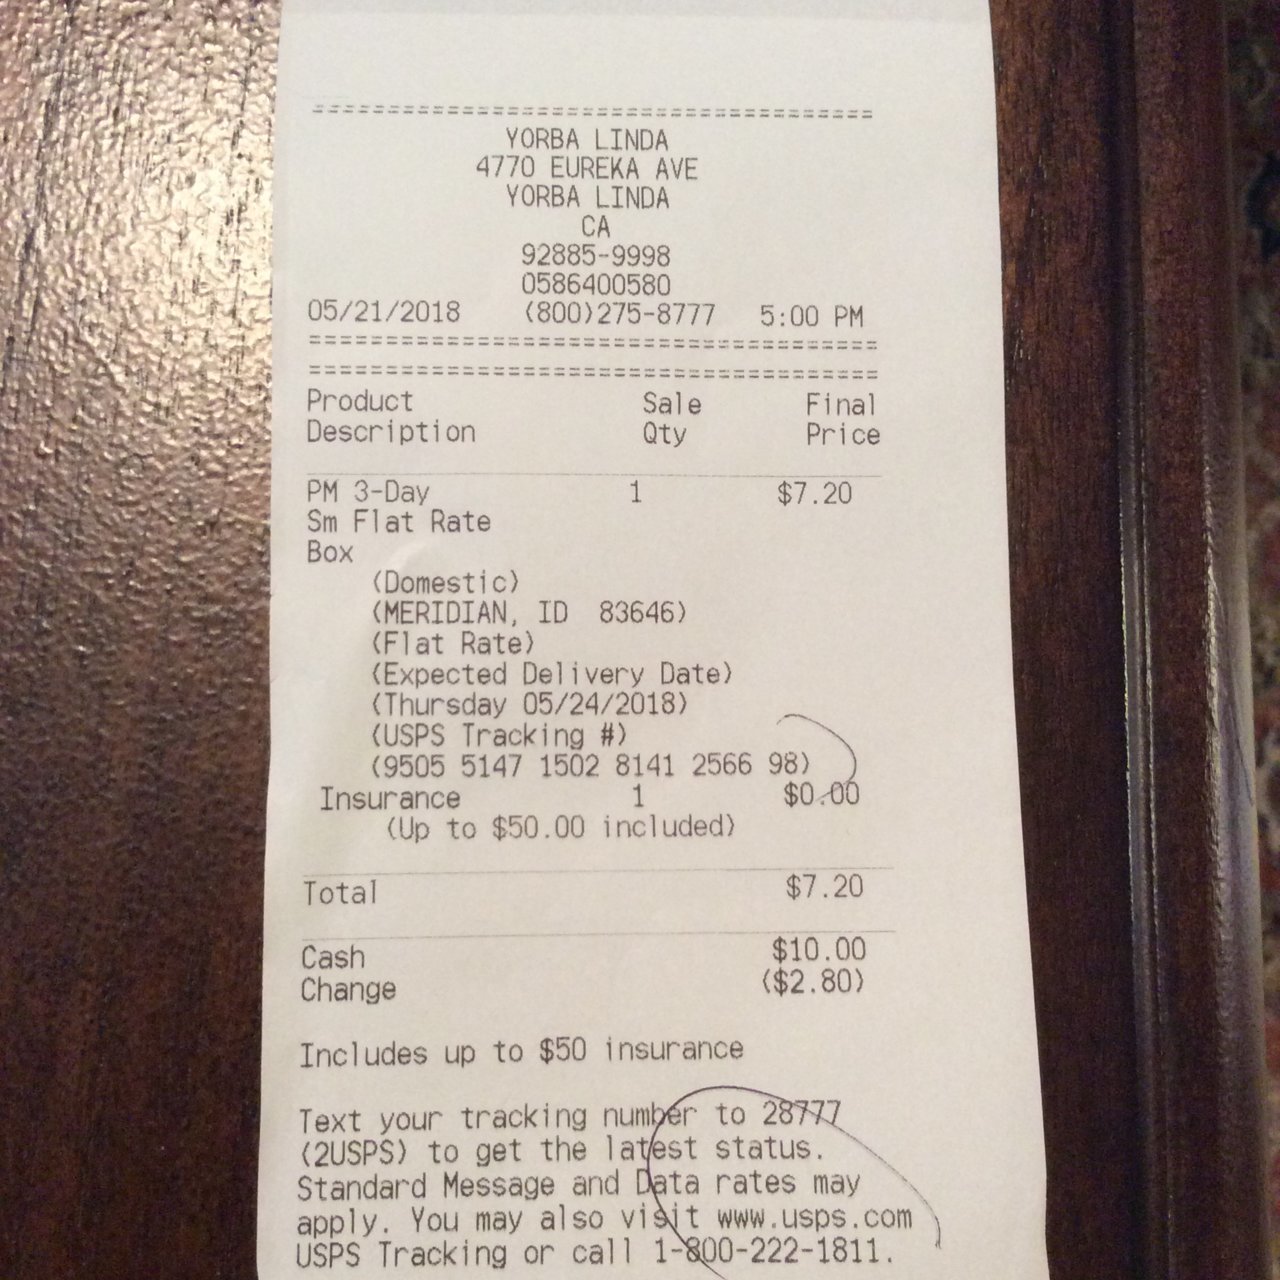 YORBA LINDA
4770 EUREKA AVE
YORBA LINDA
CA
92885-9998
0586400580
05/21/2018 (800)275-8777 5:00 PM
Product Sale Final
Description Qty Price
PM 3-Day 1 $7.20
Sm Flat Rate
Box
(Domestic)
(MERIDIAN, ID 83646)
(Flat Rate)
(Expected Delivery Date)
(Thursday 05/24/2018)
(USPS Tracking #)
(9505 5147 1502 8141 2566 98)
Insurance 1 $0.00
(Up to $50.00 included)
Total $7.20
Cash $10.00
Change ($2.80)
Includes up to $50 insurance
Text your tracking number to 28777
(2USPS) to get the latest status.
Standard Message and Data rates may
apply. You may also visit www.usps.com
USPS Tracking or call 1-800-222-1811.